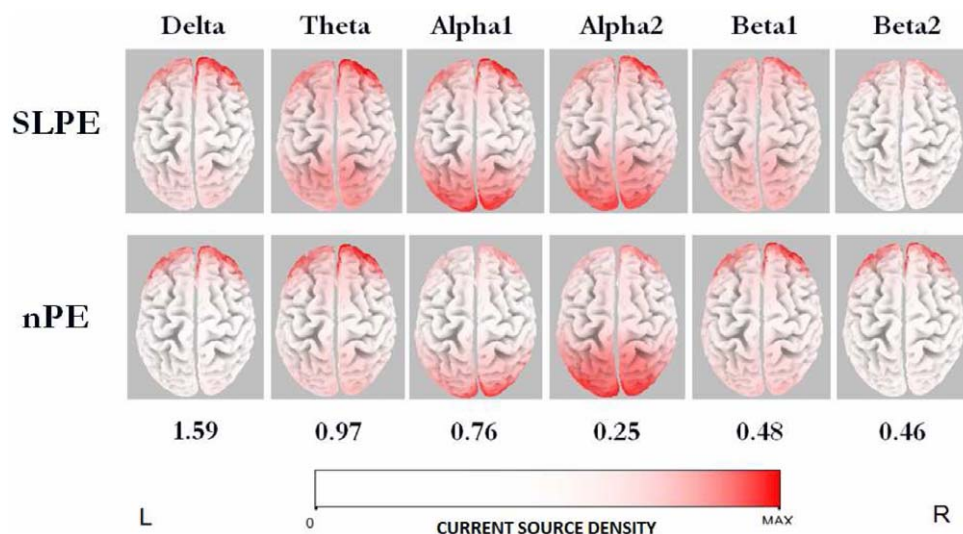 Delta Theta Alpha1 Alpha2 Beta1 Beta2
SLPE
nPE
1.59 0.97 0.76 0.25 0.48 0.46
L R
0 CURRENT SOURCE DENSITY MAX